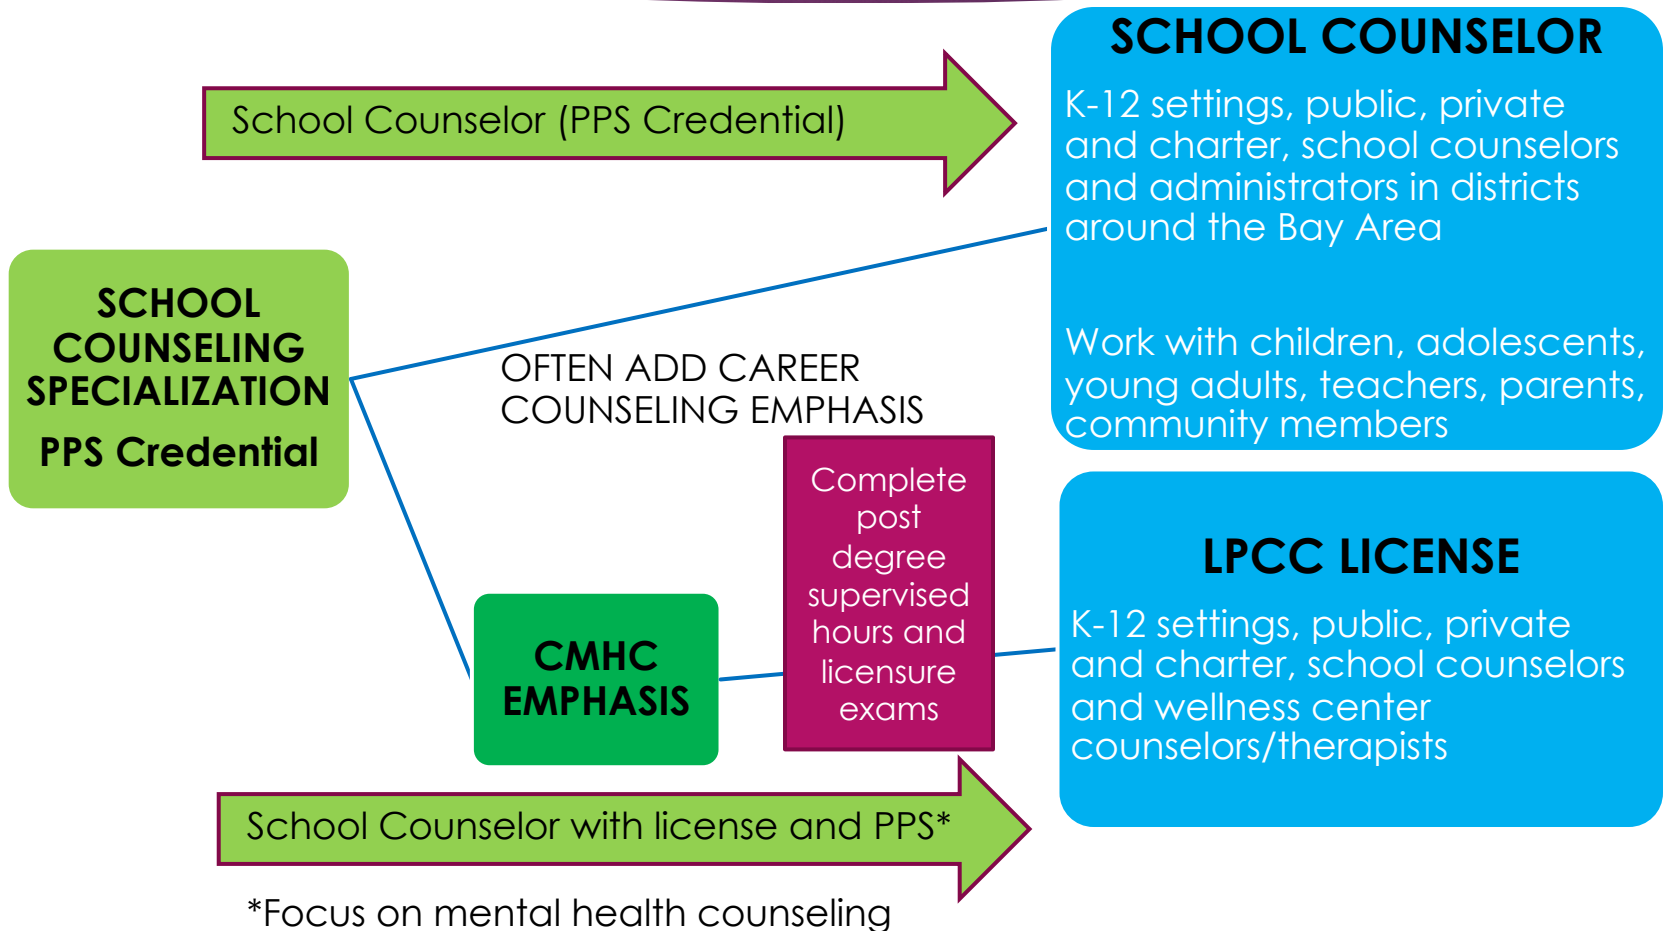 SCHOOL COUNSELOR
K-12 settings, public, private
and charter, school counselors
and administrators in districts
around the Bay Area
Work with children, adolescents,
young adults, teachers, parents,
community members
School Counselor (PPS Credential)
SCHOOL
COUNSELING
SPECIALIZATION
PPS Credential
OFTEN ADD CAREER
COUNSELING EMPHASIS
Complete
post
degree
supervised
hours and
licensure
exams
CMHC
EMPHASIS
LPCC LICENSE
K-12 settings, public, private
and charter, school counselors
and wellness center
counselors/therapists
School Counselor with license and PPS*
*Focus on mental health counseling